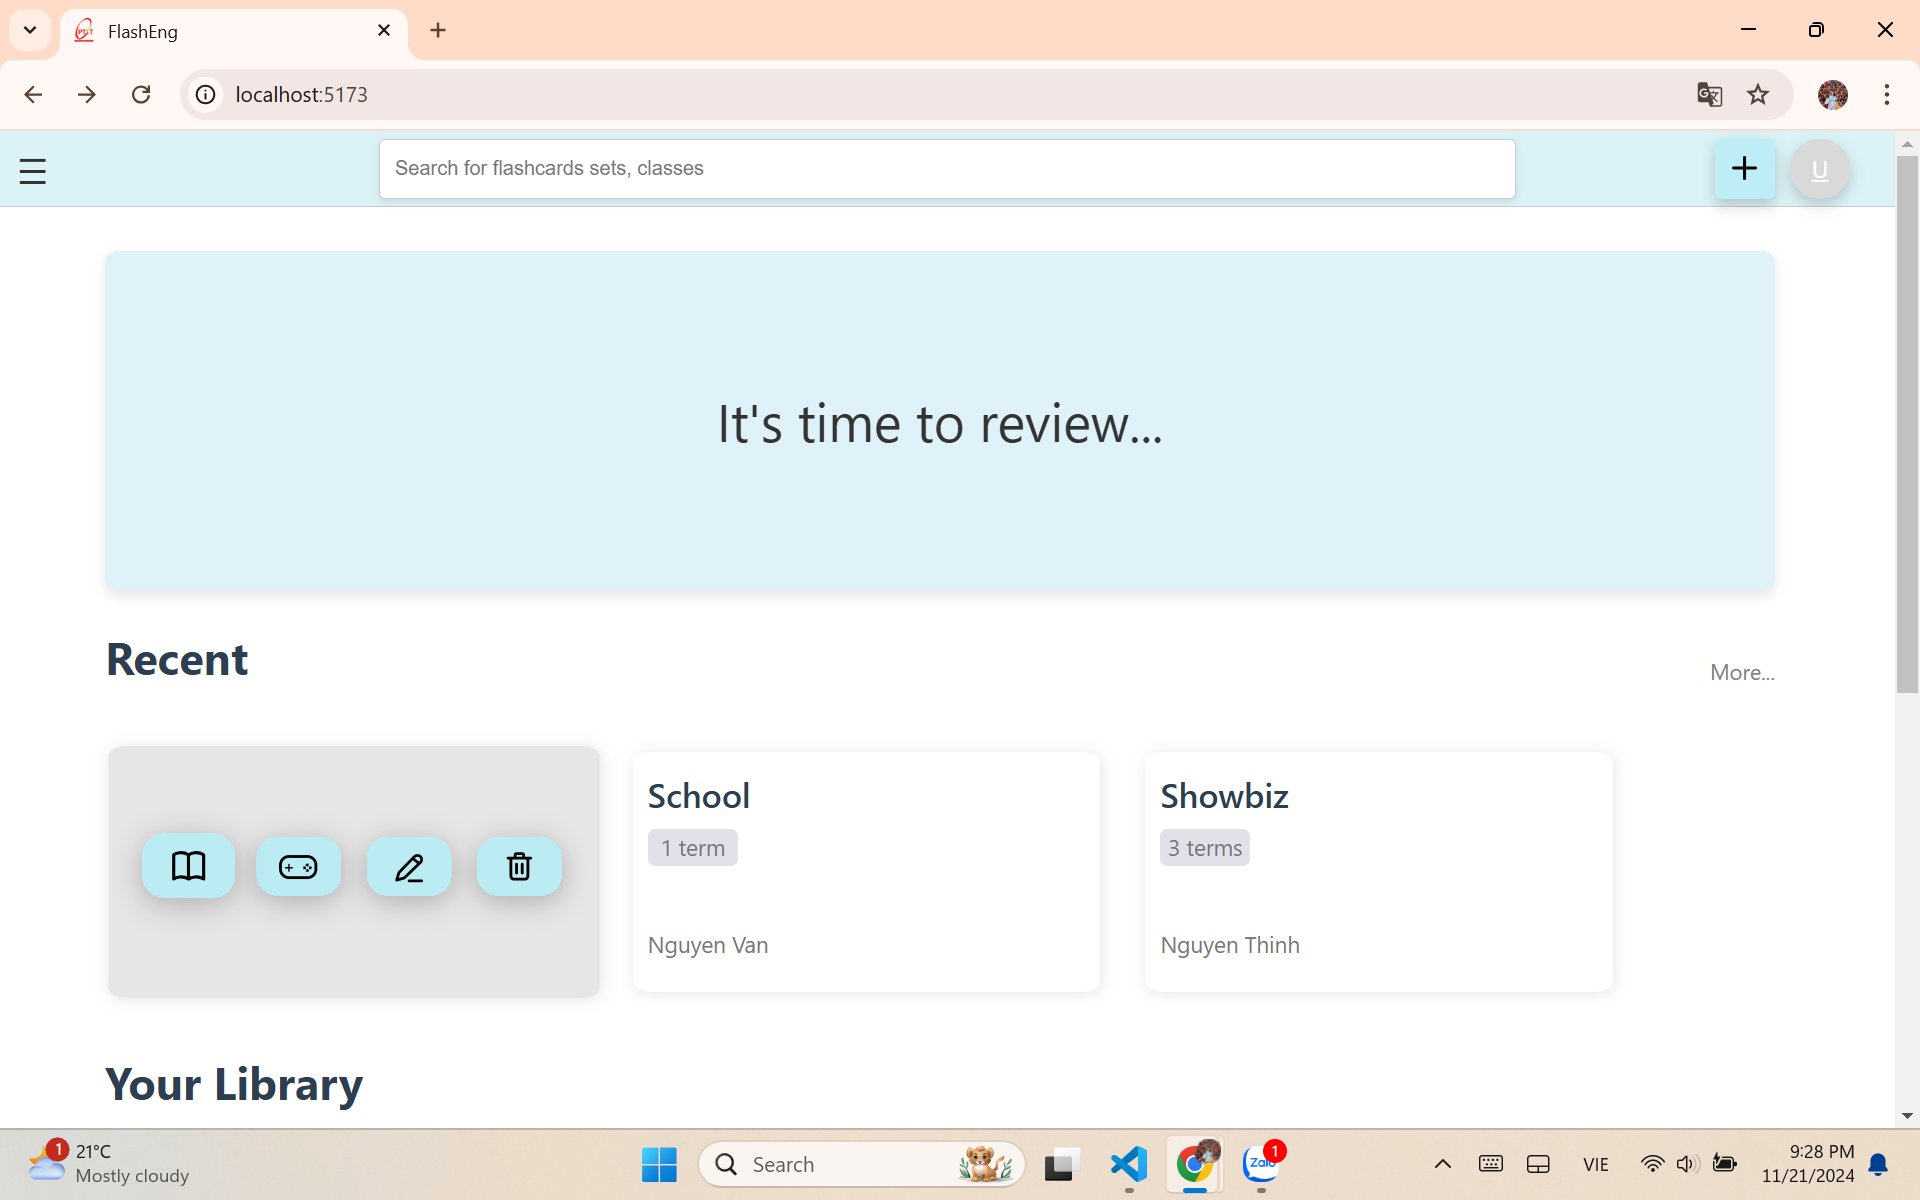 FlashEng
localhost:5173
Search for flashcards sets, classes
U
It's time to review...
Recent
More...
School
1 term
Nguyen Van
Showbiz
3 terms
Nguyen Thinh
Your Library
1
21°C
Mostly cloudy
Search
Zalo
1
VIE
9:28 PM
11/21/2024